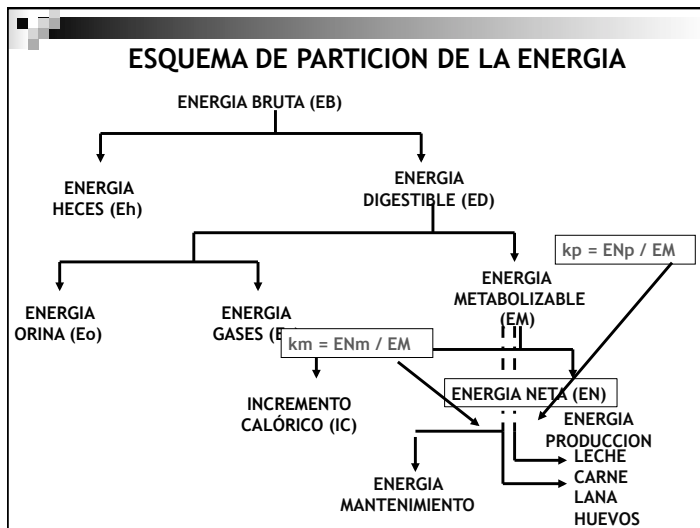 ESQUEMA DE PARTICION DE LA ENERGIA
ENERGIA BRUTA (EB)
ENERGIA
HECES (Eh)
ENERGIA
DIGESTIBLE (ED)
kp = ENp / EM
ENERGIA
ORINA (Eo)
ENERGIA
GASES
ENERGIA
METABOLIZABLE
(EM)
km = ENm / EM
INCREMENTO
CALÓRICO (IC)
ENERGIA NETA (EN)
ENERGIA
PRODUCCION
LECHE
CARNE
LANA
HUEVOS
ENERGIA
MANTENIMIENTO